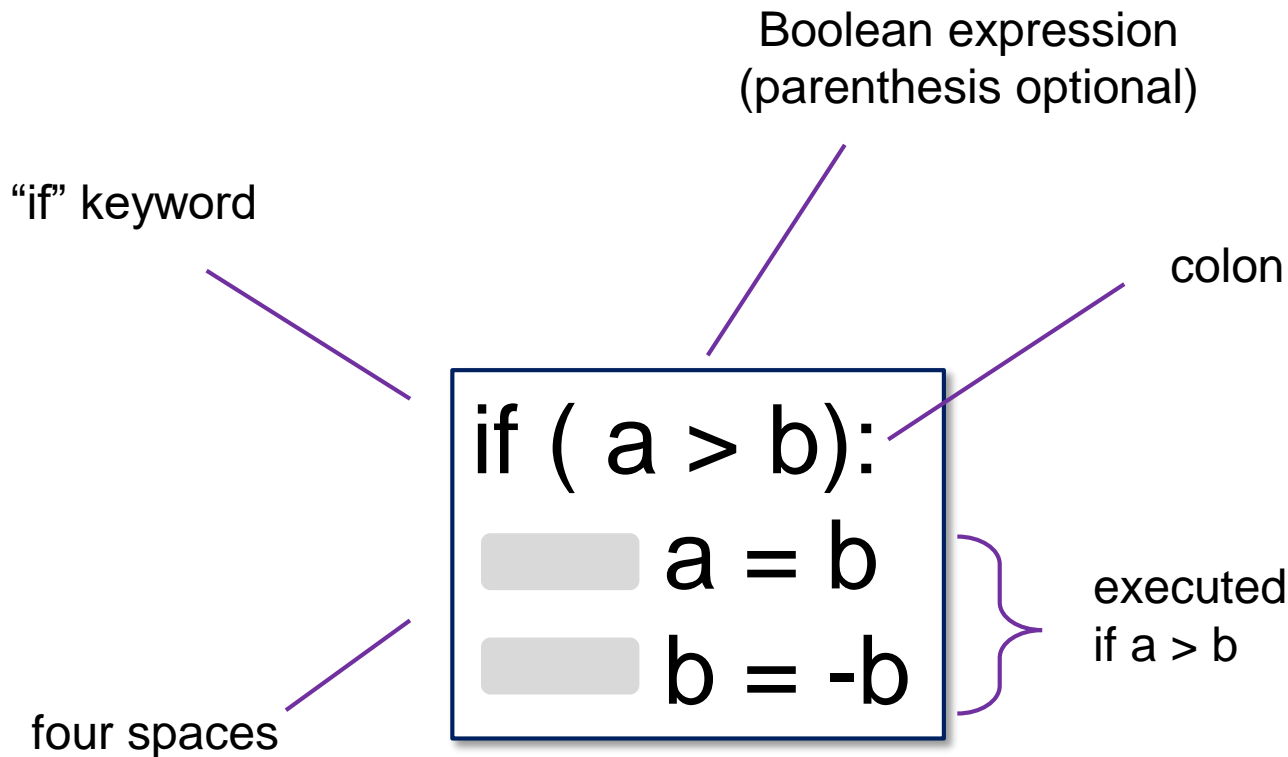 Boolean expression
(parenthesis optional)
“if” keyword
colon
if ( a > b):
a = b
b = -b
executed
if a > b
four spaces